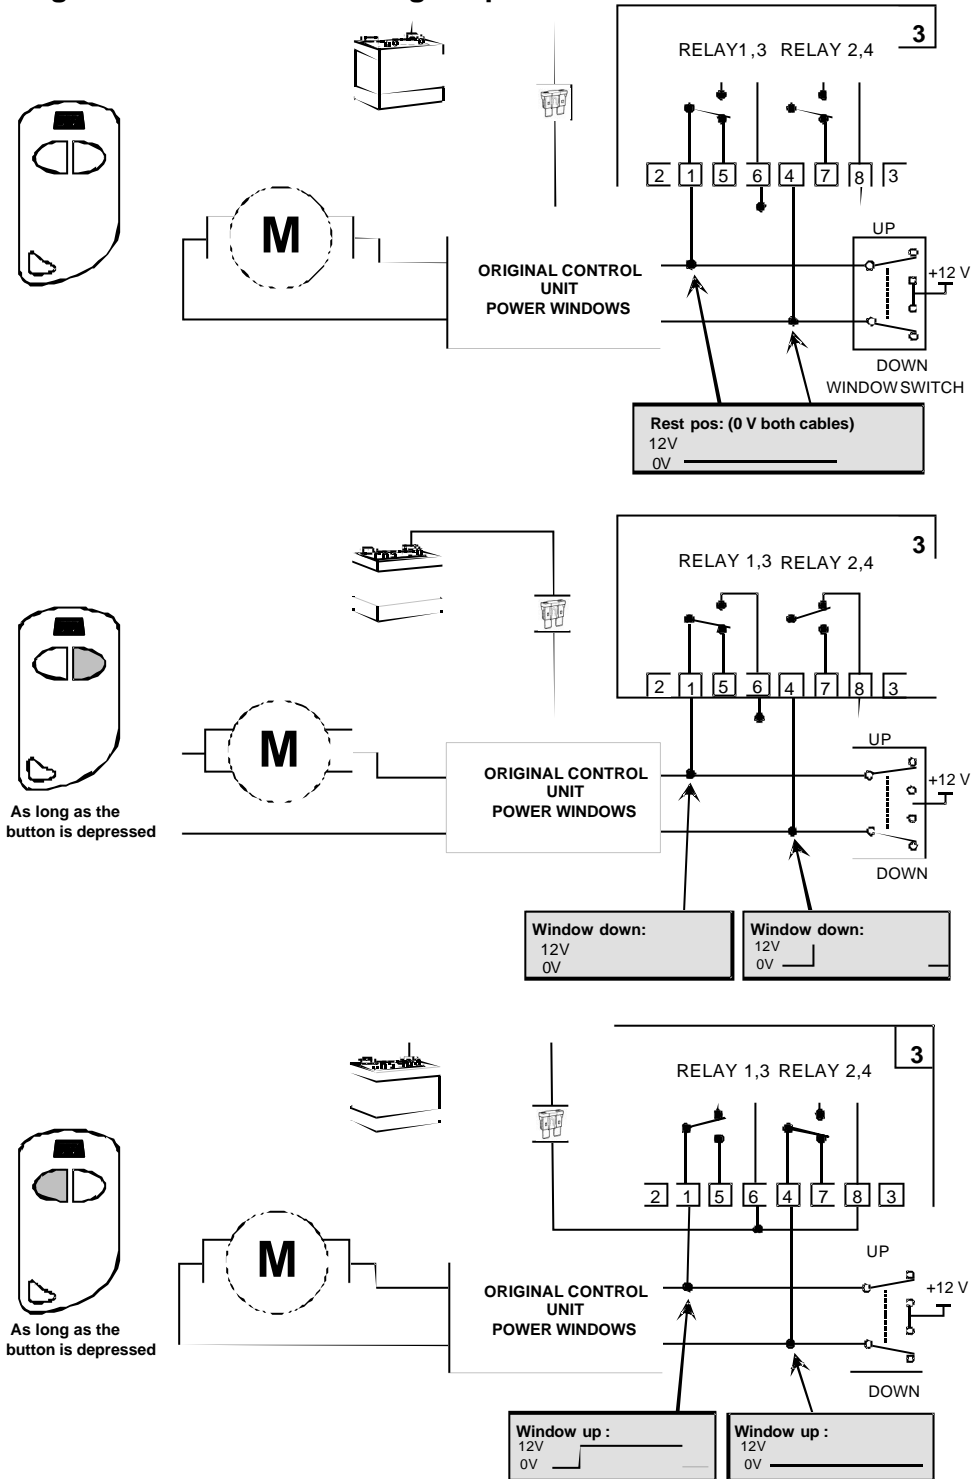 3
RELAY1,3 RELAY 2,4
2 1 5 6 4 7 8 3
UP
M
+12 V
ORIGINAL CONTROL
UNIT
POWER WINDOWS
DOWN
WINDOW SWITCH
Rest pos: (0 V both cables)
12V
0V
3
RELAY 1,3 RELAY 2,4
2 1 5 6 4 7 8 3
UP
M
ORIGINAL CONTROL
UNIT
POWER WINDOWS
+12 V
As long as the
button is depressed
DOWN
Window down:
12V
0V
Window down:
12V
0V
3
RELAY 1,3 RELAY 2,4
2 1 5 6 4 7 8 3
UP
M
ORIGINAL CONTROL
UNIT
POWER WINDOWS
+12 V
As long as the
button is depressed
DOWN
Window up :
12V
0V
Window up :
12V
0V